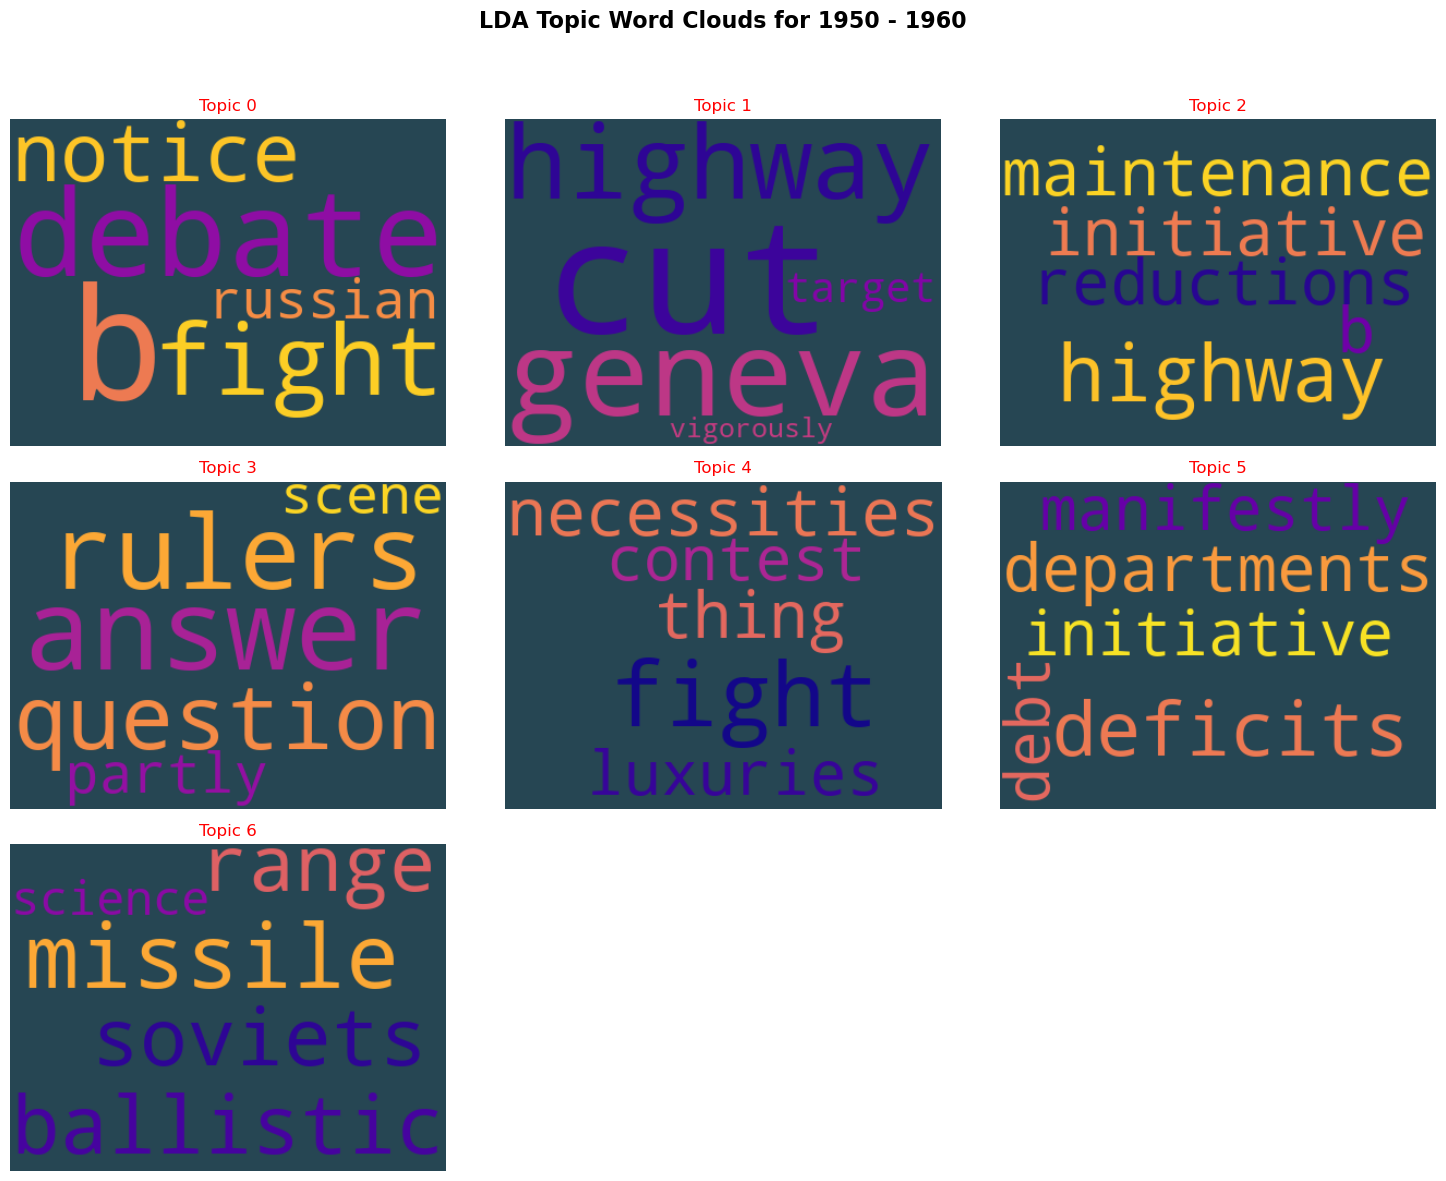 LDA Topic Word Clouds for 1950 - 1960
Topic 0
notice
debate
russian
b
fight
Topic 1
highway
cut
target
geneva
vigorously
Topic 2
maintenance
initiative
reductions
b
highway
Topic 3
scene
rulers
answer
question
partly
Topic 4
necessities
contest
thing
fight
luxuries
Topic 5
manifestly
departments
initiative
debt
deficits
Topic 6
range
science
missile
soviets
ballistic